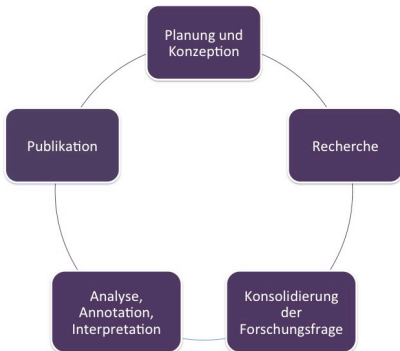 Planung und
Konzeption
Recherche
Konsolidierung
der
Forschungsfrage
Analyse,
Annotation,
Interpretation
Publikation